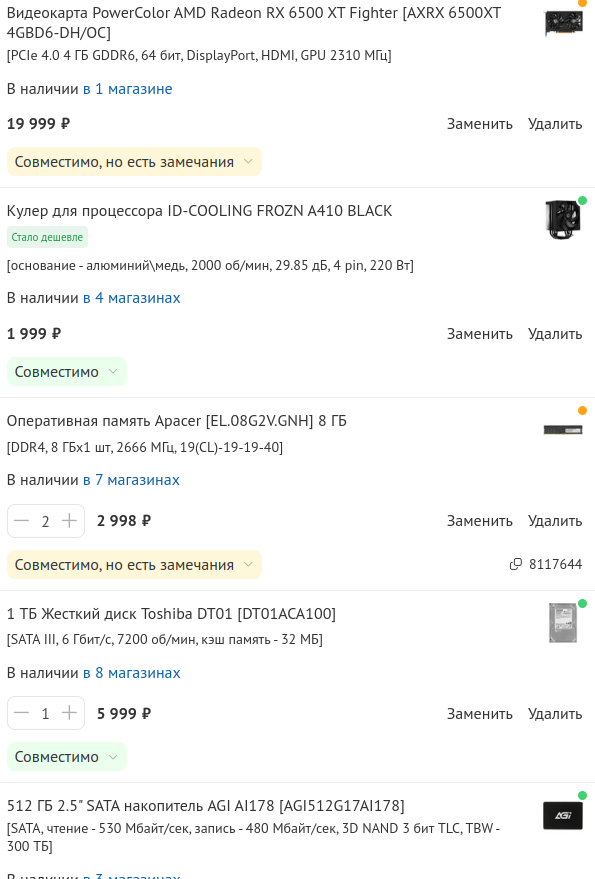 Видеокарта PowerColor AMD Radeon RX 6500 XT Fighter [AXRX 6500XT
4GBD6-DH/OC]
[PCIe 4.0 4 ГБ GDDR6, 64 бит, DisplayPort, HDMI, GPU 2310 МГц]
В наличии в 1 магазине
19 999 ₽ Заменить Удалить
Совместимо, но есть замечания
Кулер для процессора ID-COOLING FROZN A410 BLACK
Стало дешевле
[основание - алюминий\медь, 2000 об/мин, 29.85 дБ, 4 pin, 220 Вт]
В наличии в 4 магазинах
1 999 ₽ Заменить Удалить
Совместимо
Оперативная память Apacer [EL.08G2V.GNH] 8 ГБ
[DDR4, 8 ГБx1 шт, 2666 МГц, 19(CL)-19-19-40]
В наличии в 7 магазинах
2 2 998 ₽ Заменить Удалить
Совместимо, но есть замечания 8117644
1 ТБ Жесткий диск Toshiba DT01 [DT01ACA100]
[SATA III, 6 Гбит/с, 7200 об/мин, кэш память - 32 МБ]
В наличии в 8 магазинах
1 5 999 ₽ Заменить Удалить
Совместимо
512 ГБ 2.5" SATA накопитель AGI AI178 [AGI512G17AI178]
AGI
[SATA, чтение - 530 Мбайт/сек, запись - 480 Мбайт/сек, 3D NAND 3 бит TLC, TBW -
300 ТБ]
В наличии в 3 магазинах